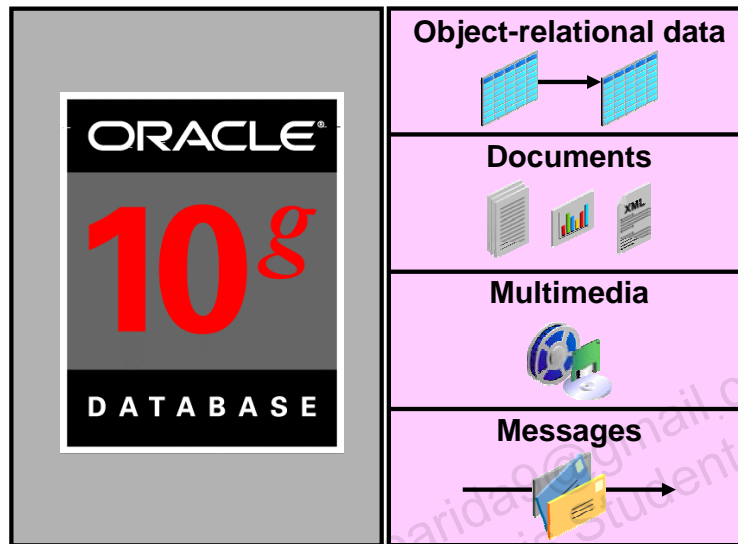 ORACLE®
10g
DATABASE
Object-relational data
Documents
XML
Multimedia
Messages